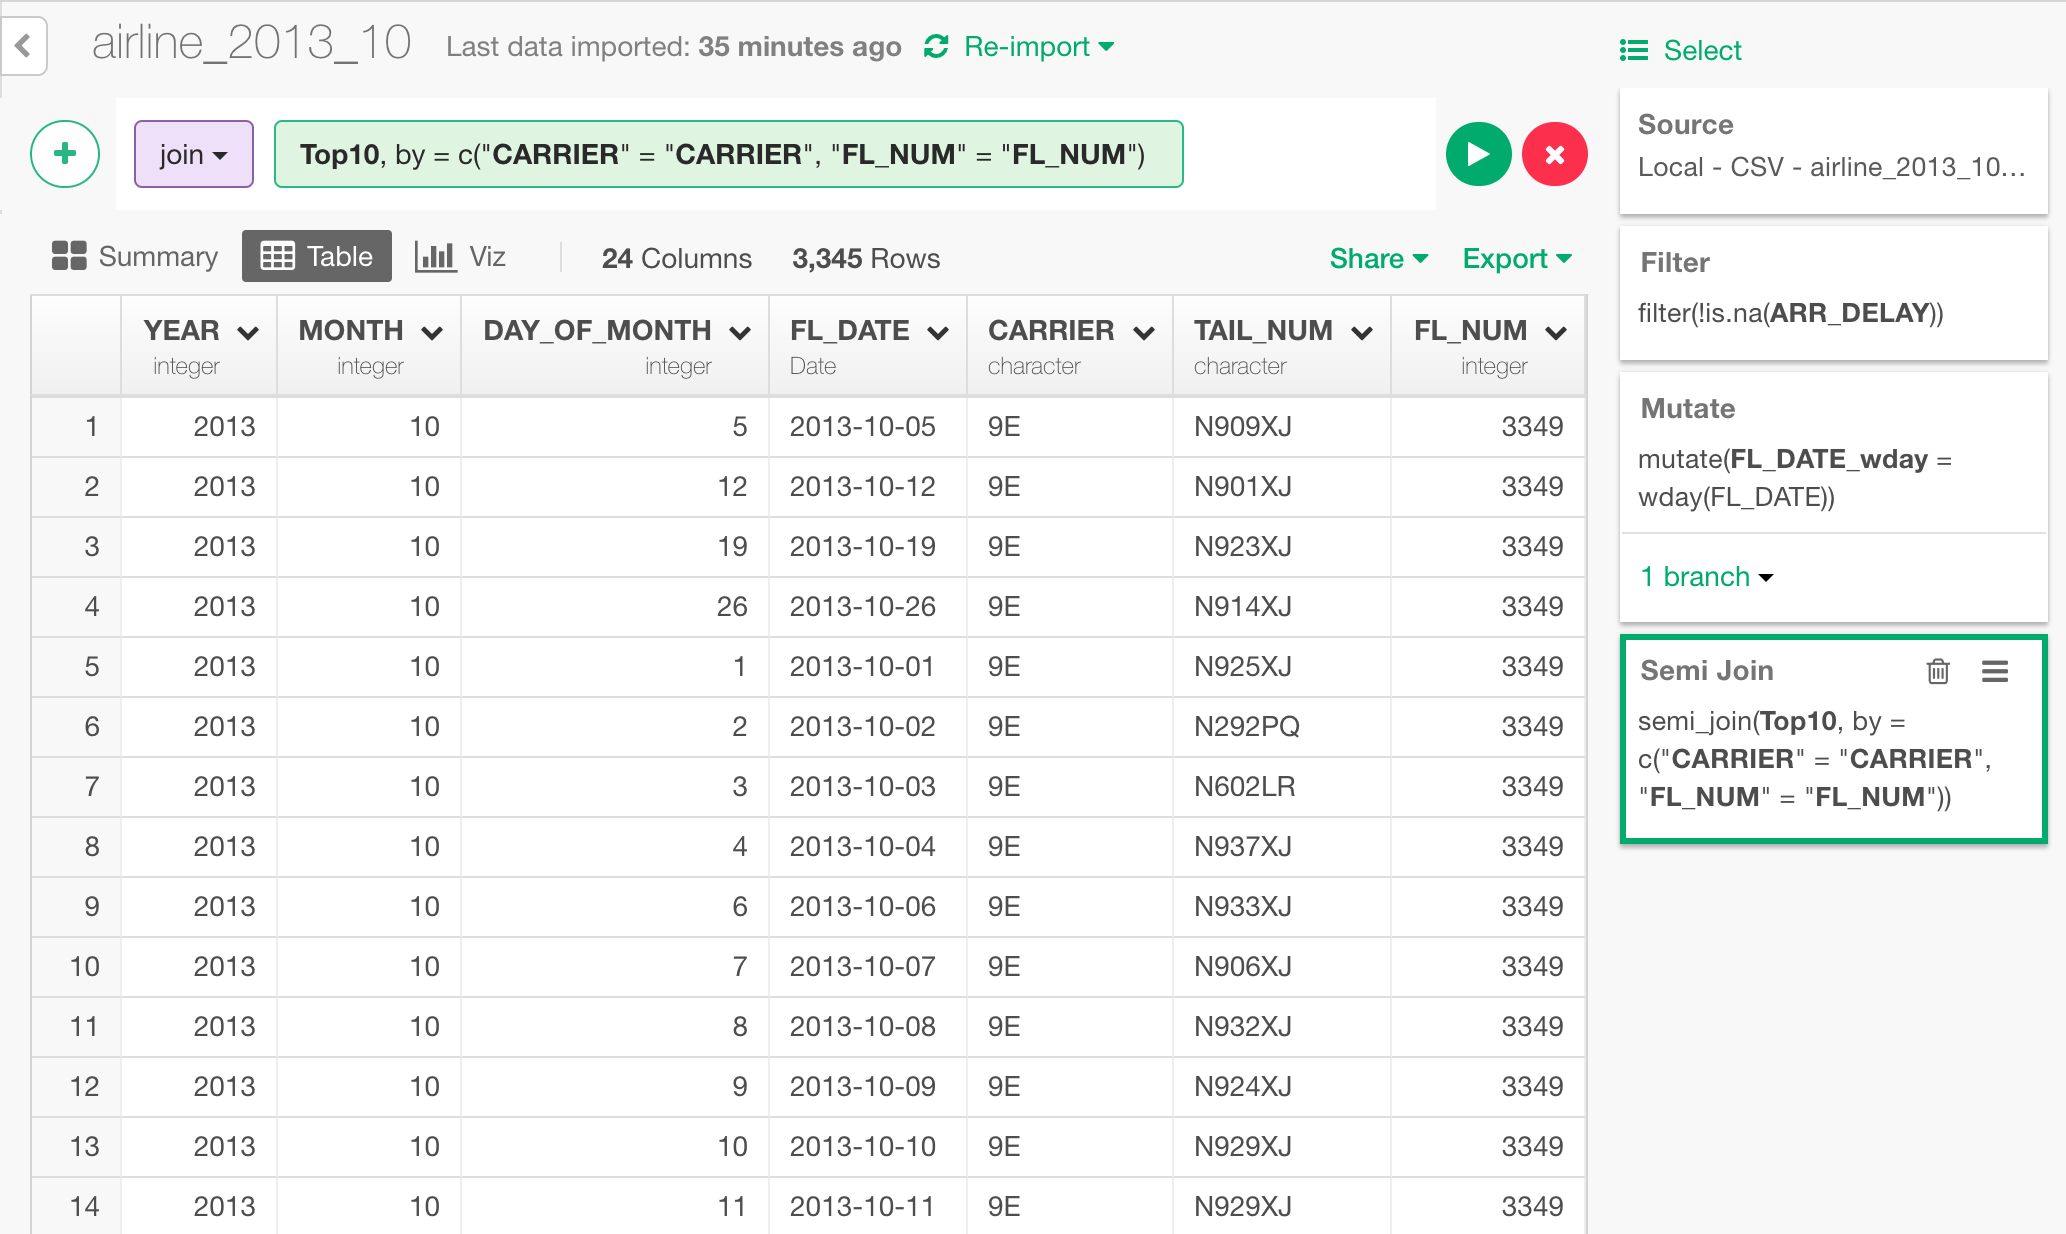 airline_2013_10 Last data imported: 35 minutes ago Re-import
join Top10, by = c("CARRIER" = "CARRIER", "FL_NUM" = "FL_NUM")
Summary Table Viz 24 Columns 3,345 Rows Share Export
YEAR MONTH DAY_OF_MONTH FL_DATE CARRIER TAIL_NUM FL_NUM
integer integer integer Date character character integer
1 2013 10 5 2013-10-05 9E N909XJ 3349
2 2013 10 12 2013-10-12 9E N901XJ 3349
3 2013 10 19 2013-10-19 9E N923XJ 3349
4 2013 10 26 2013-10-26 9E N914XJ 3349
5 2013 10 1 2013-10-01 9E N925XJ 3349
6 2013 10 2 2013-10-02 9E N292PQ 3349
7 2013 10 3 2013-10-03 9E N602LR 3349
8 2013 10 4 2013-10-04 9E N937XJ 3349
9 2013 10 6 2013-10-06 9E N933XJ 3349
10 2013 10 7 2013-10-07 9E N906XJ 3349
11 2013 10 8 2013-10-08 9E N932XJ 3349
12 2013 10 9 2013-10-09 9E N924XJ 3349
13 2013 10 10 2013-10-10 9E N929XJ 3349
14 2013 10 11 2013-10-11 9E N929XJ 3349
Select
Source
Local - CSV - airline_2013_10...
Filter
filter(!is.na(ARR_DELAY))
Mutate
mutate(FL_DATE_wday =
wday(FL_DATE))
1 branch
Semi Join
semi_join(Top10, by =
c("CARRIER" = "CARRIER",
"FL_NUM" = "FL_NUM"))